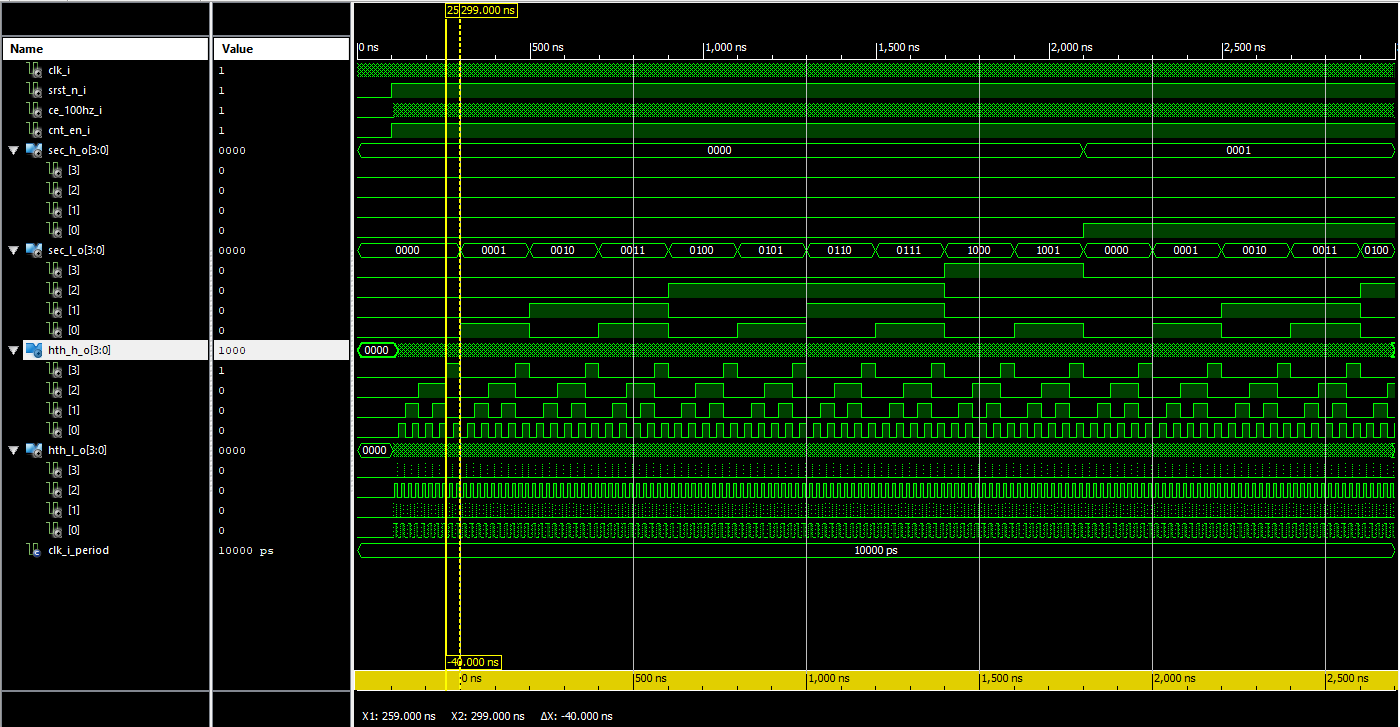 25 299.000 ns
Name Value 0 ns 500 ns 1,000 ns 1,500 ns 2,000 ns 2,500 ns
clk_i 1
srst_n_i 1
ce_100hz_i 1
cnt_en_i 1
sec_h_o[3:0] 0000 0000 0001
[3] 0
[2] 0
[1] 0
[0] 0
sec_l_o[3:0] 0000 0000 0001 0010 0011 0100 0101 0110 0111 1000 1001 0000 0001 0010 0011 0100
[3] 0
[2] 0
[1] 0
[0] 0
hth_h_o[3:0] 1000 0000
[3] 1
[2] 0
[1] 0
[0] 0
hth_l_o[3:0] 0000 0000
[3] 0
[2] 0
[1] 0
[0] 0
clk_i_period 10000 ps 10000 ps
-40.000 ns
0 ns 500 ns 1,000 ns 1,500 ns 2,000 ns 2,500 ns
X1: 259.000 ns X2: 299.000 ns ΔX: -40.000 ns